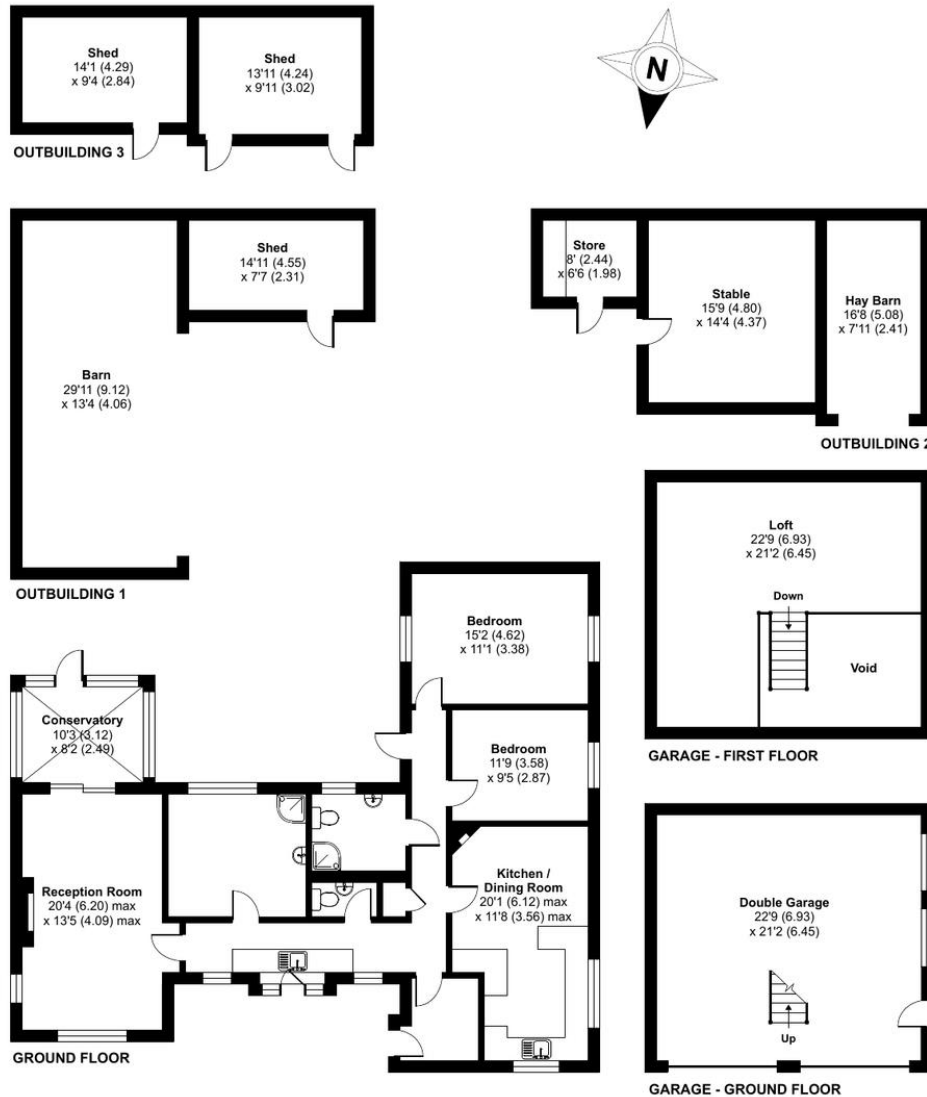 Shed
14'1 (4.29)
x 9'4 (2.84)
Shed
13'11 (4.24)
x 9'11 (3.02)
OUTBUILDING 3
N
Shed
14'11 (4.55)
x 7'7 (2.31)
Barn
29'11 (9.12)
x 13'4 (4.06)
OUTBUILDING 1
Store
8' (2.44)
x 6'6 (1.98)
Stable
15'9 (4.80)
x 14'4 (4.37)
Hay Barn
16'8 (5.08)
x 7'11 (2.41)
OUTBUILDING 2
Loft
22'9 (6.93)
x 21'2 (6.45)
Down
Void
GARAGE - FIRST FLOOR
Bedroom
15'2 (4.62)
x 11'1 (3.38)
Conservatory
10'3 (3.12)
x 8'2 (2.49)
Bedroom
11'9 (3.58)
x 9'5 (2.87)
Reception Room
20'4 (6.20) max
x 13'5 (4.09) max
Kitchen /
Dining Room
20'1 (6.12) max
x 11'8 (3.56) max
GROUND FLOOR
Double Garage
22'9 (6.93)
x 21'2 (6.45)
Up
GARAGE - GROUND FLOOR